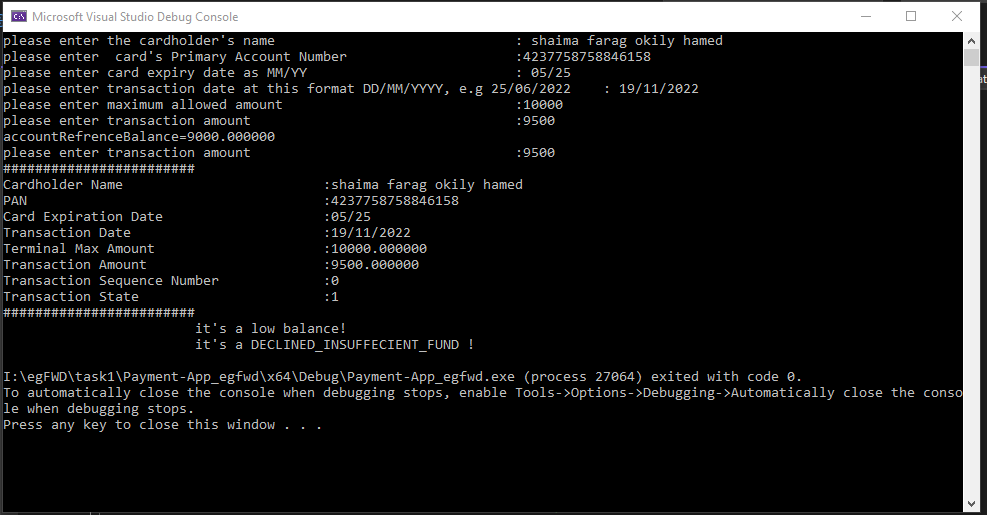 Microsoft Visual Studio Debug Console
please enter the cardholder's name : shaima farag okily hamed
please enter  card's Primary Account Number :4237758758846158
please enter card expiry date as MM/YY : 05/25
please enter transaction date at this format DD/MM/YYYY, e.g 25/06/2022 : 19/11/2022
please enter maximum allowed amount :10000
please enter transaction amount :9500
accountRefrenceBalance=9000.000000
please enter transaction amount :9500
########################
Cardholder Name :shaima farag okily hamed
PAN :4237758758846158
Card Expiration Date :05/25
Transaction Date :19/11/2022
Terminal Max Amount :10000.000000
Transaction Amount :9500.000000
Transaction Sequence Number :0
Transaction State :1
########################
it's a low balance!
it's a DECLINED_INSUFFECIENT_FUND !
I:\egFWD\task1\Payment-App_egfwd\x64\Debug\Payment-App_egfwd.exe (process 27064) exited with code 0.
To automatically close the console when debugging stops, enable Tools->Options->Debugging->Automatically close the conso
le when debugging stops.
Press any key to close this window . . .